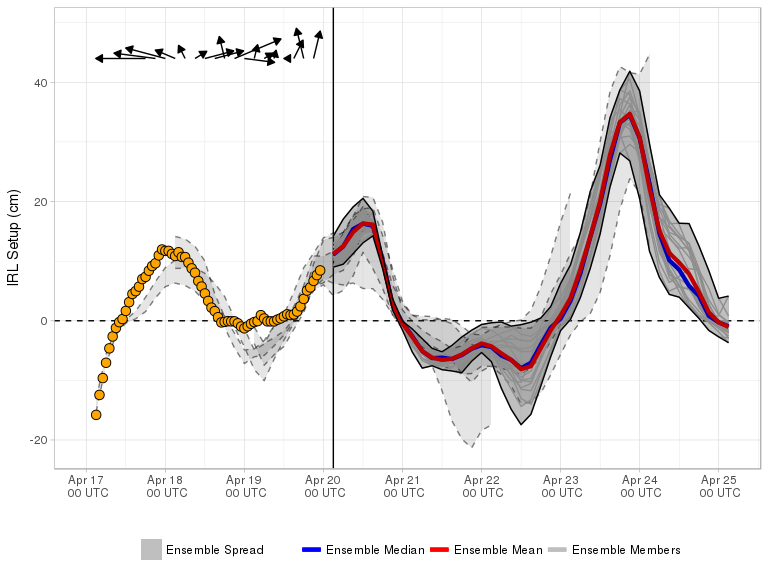 IRL Setup (cm)
40
20
0
-20
Apr 17 Apr 18 Apr 19 Apr 20 Apr 21 Apr 22 Apr 23 Apr 24 Apr 25
00 UTC 00 UTC 00 UTC 00 UTC 00 UTC 00 UTC 00 UTC 00 UTC 00 UTC
Ensemble Spread Ensemble Median Ensemble Mean Ensemble Members